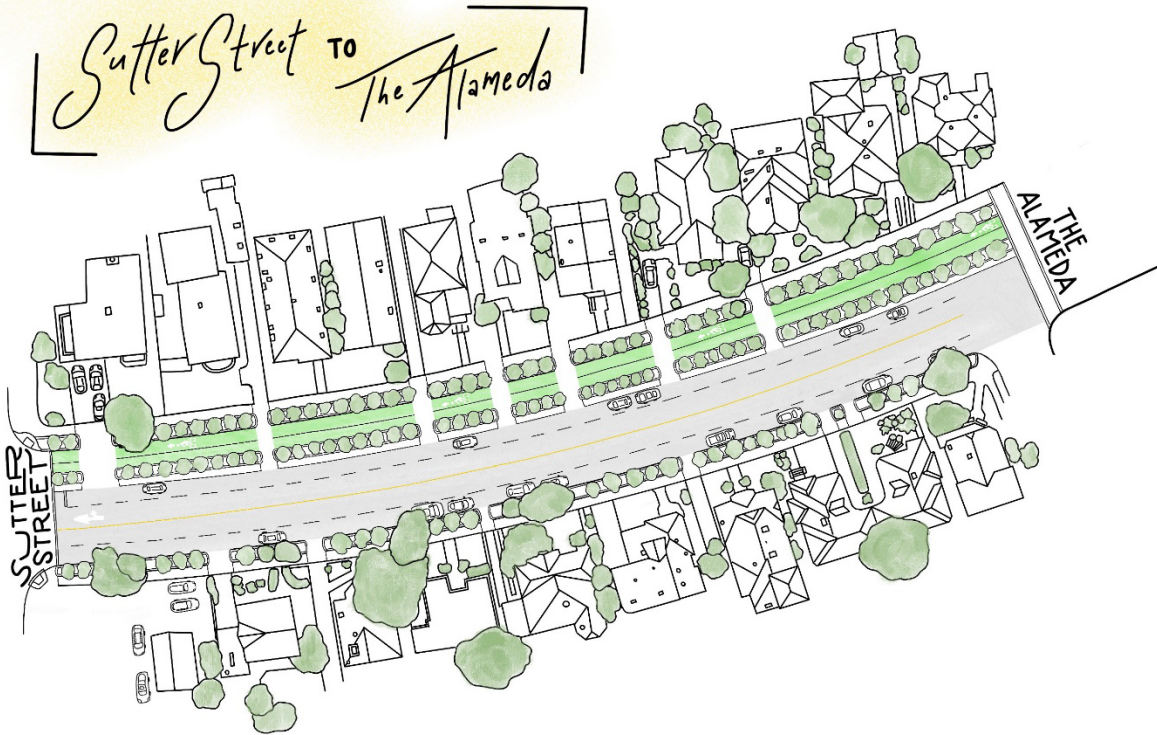 Sutter Street TO
The Alameda
THE
ALAMEDA
SUTTER
STREET